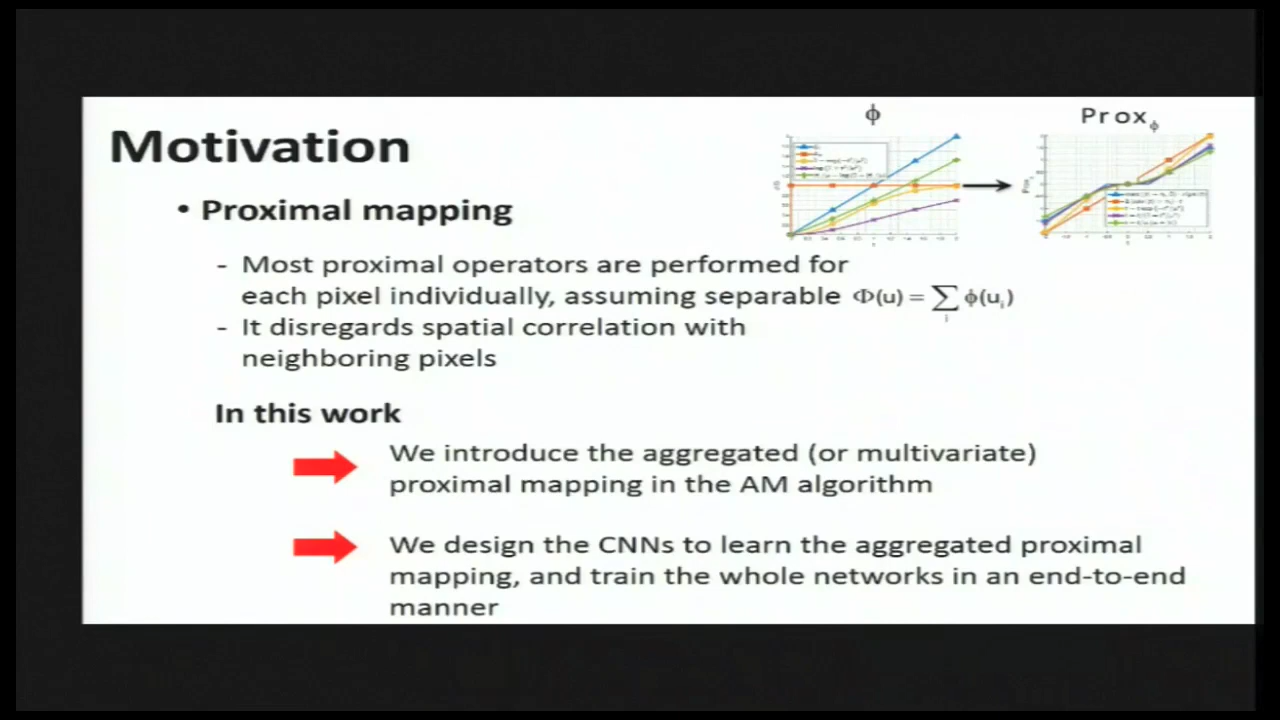 Motivation
ϕ
Prox_ϕ
• Proximal mapping
- Most proximal operators are performed for
each pixel individually, assuming separable Φ(u) = ∑_i ϕ(u_i)
- It disregards spatial correlation with
neighboring pixels
In this work
We introduce the aggregated (or multivariate)
proximal mapping in the AM algorithm
We design the CNNs to learn the aggregated proximal
mapping, and train the whole networks in an end-to-end
manner